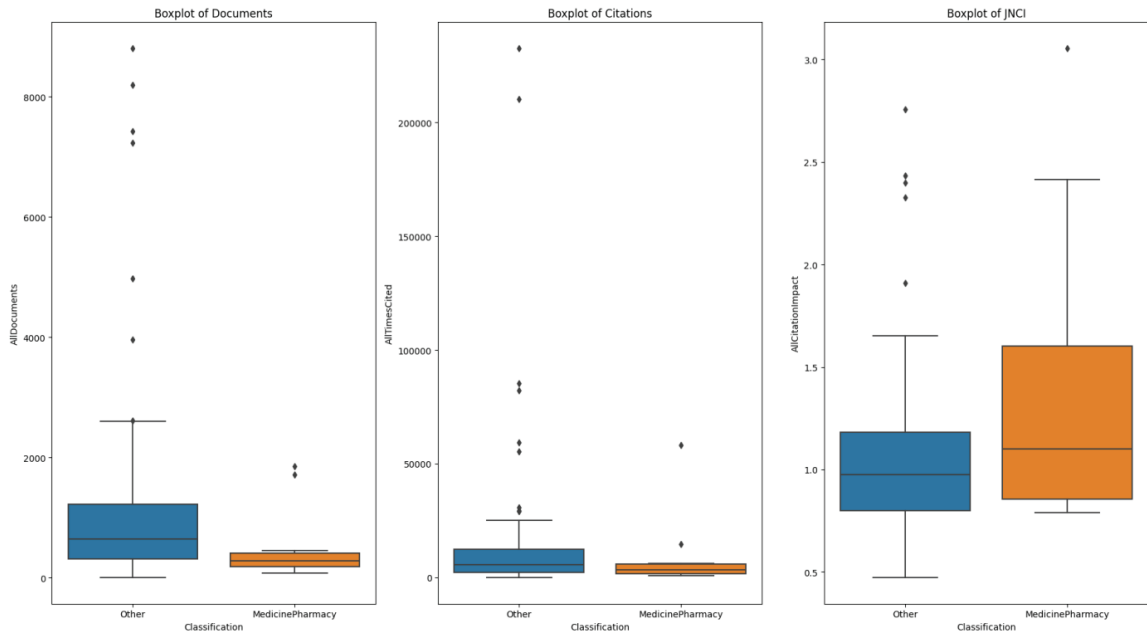 Boxplot of Documents
AllDocuments
8000
6000
4000
2000
0
Other
MedicinePharmacy
Classification
Boxplot of Citations
AllTimesCited
200000
150000
100000
50000
0
Other
MedicinePharmacy
Classification
Boxplot of JNCI
AllCitationImpact
3.0
2.5
2.0
1.5
1.0
0.5
Other
MedicinePharmacy
Classification